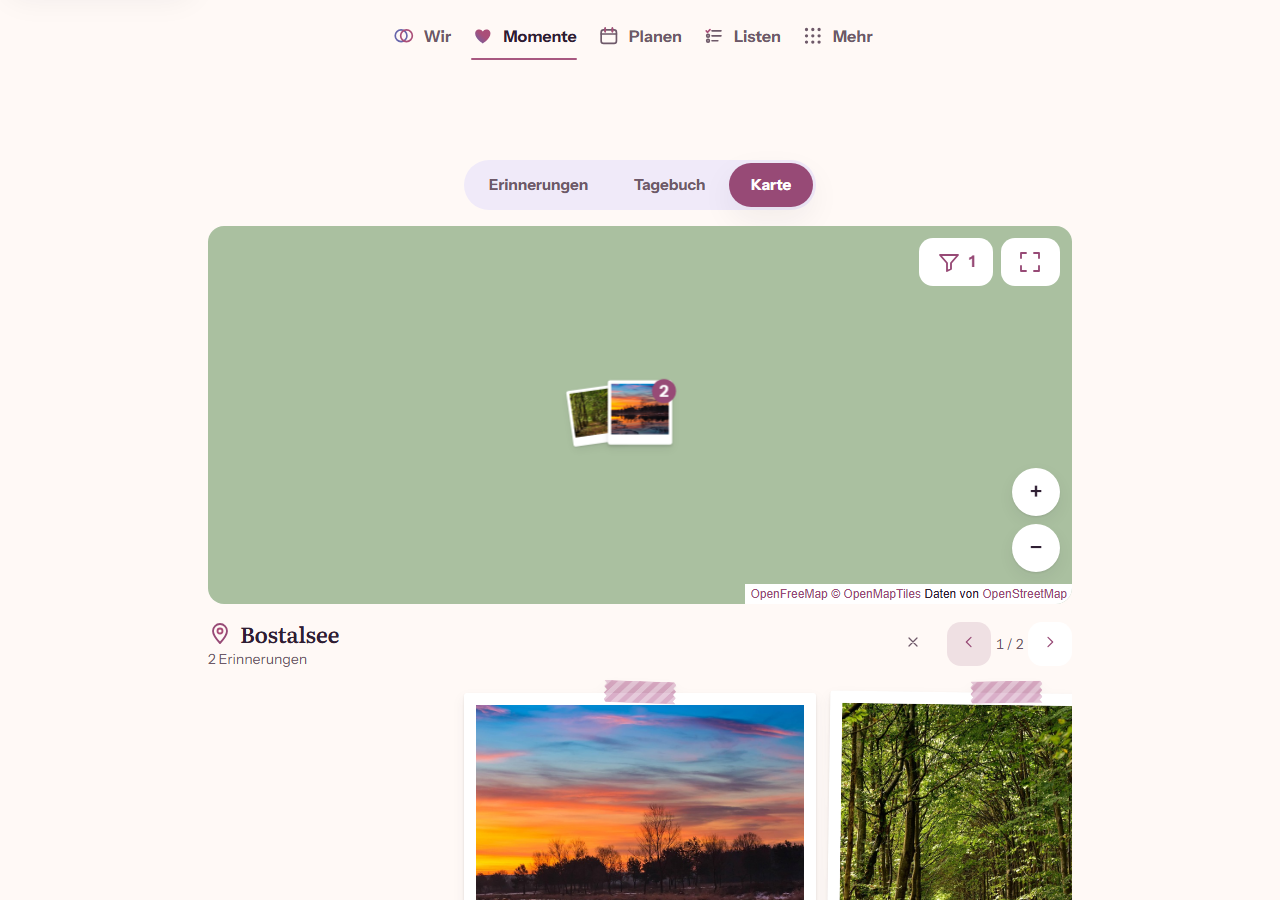 Wir Momente Planen Listen Mehr
Erinnerungen Tagebuch Karte
1
2
+
−
OpenFreeMap © OpenMapTiles Daten von OpenStreetMap
Bostalsee
1 / 2
2 Erinnerungen